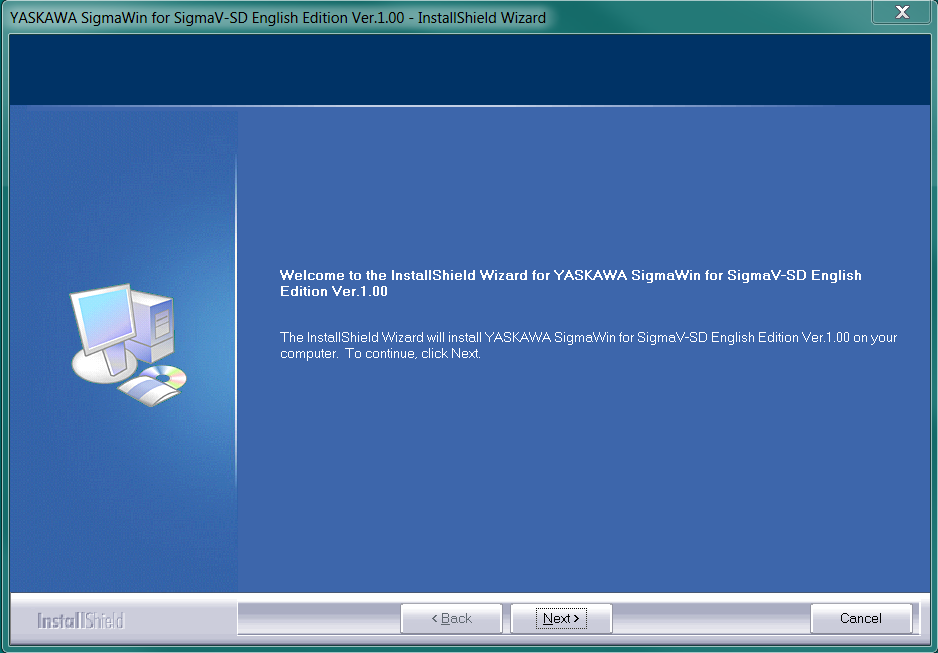 YASKAWA SigmaWin for SigmaV-SD English Edition Ver.1.00 - InstallShield Wizard
Welcome to the InstallShield Wizard for YASKAWA SigmaWin for SigmaV-SD English
Edition Ver.1.00
The InstallShield Wizard will install YASKAWA SigmaWin for SigmaV-SD English Edition Ver.1.00 on your
computer. To continue, click Next.
InstallShield
< Back
Next >
Cancel